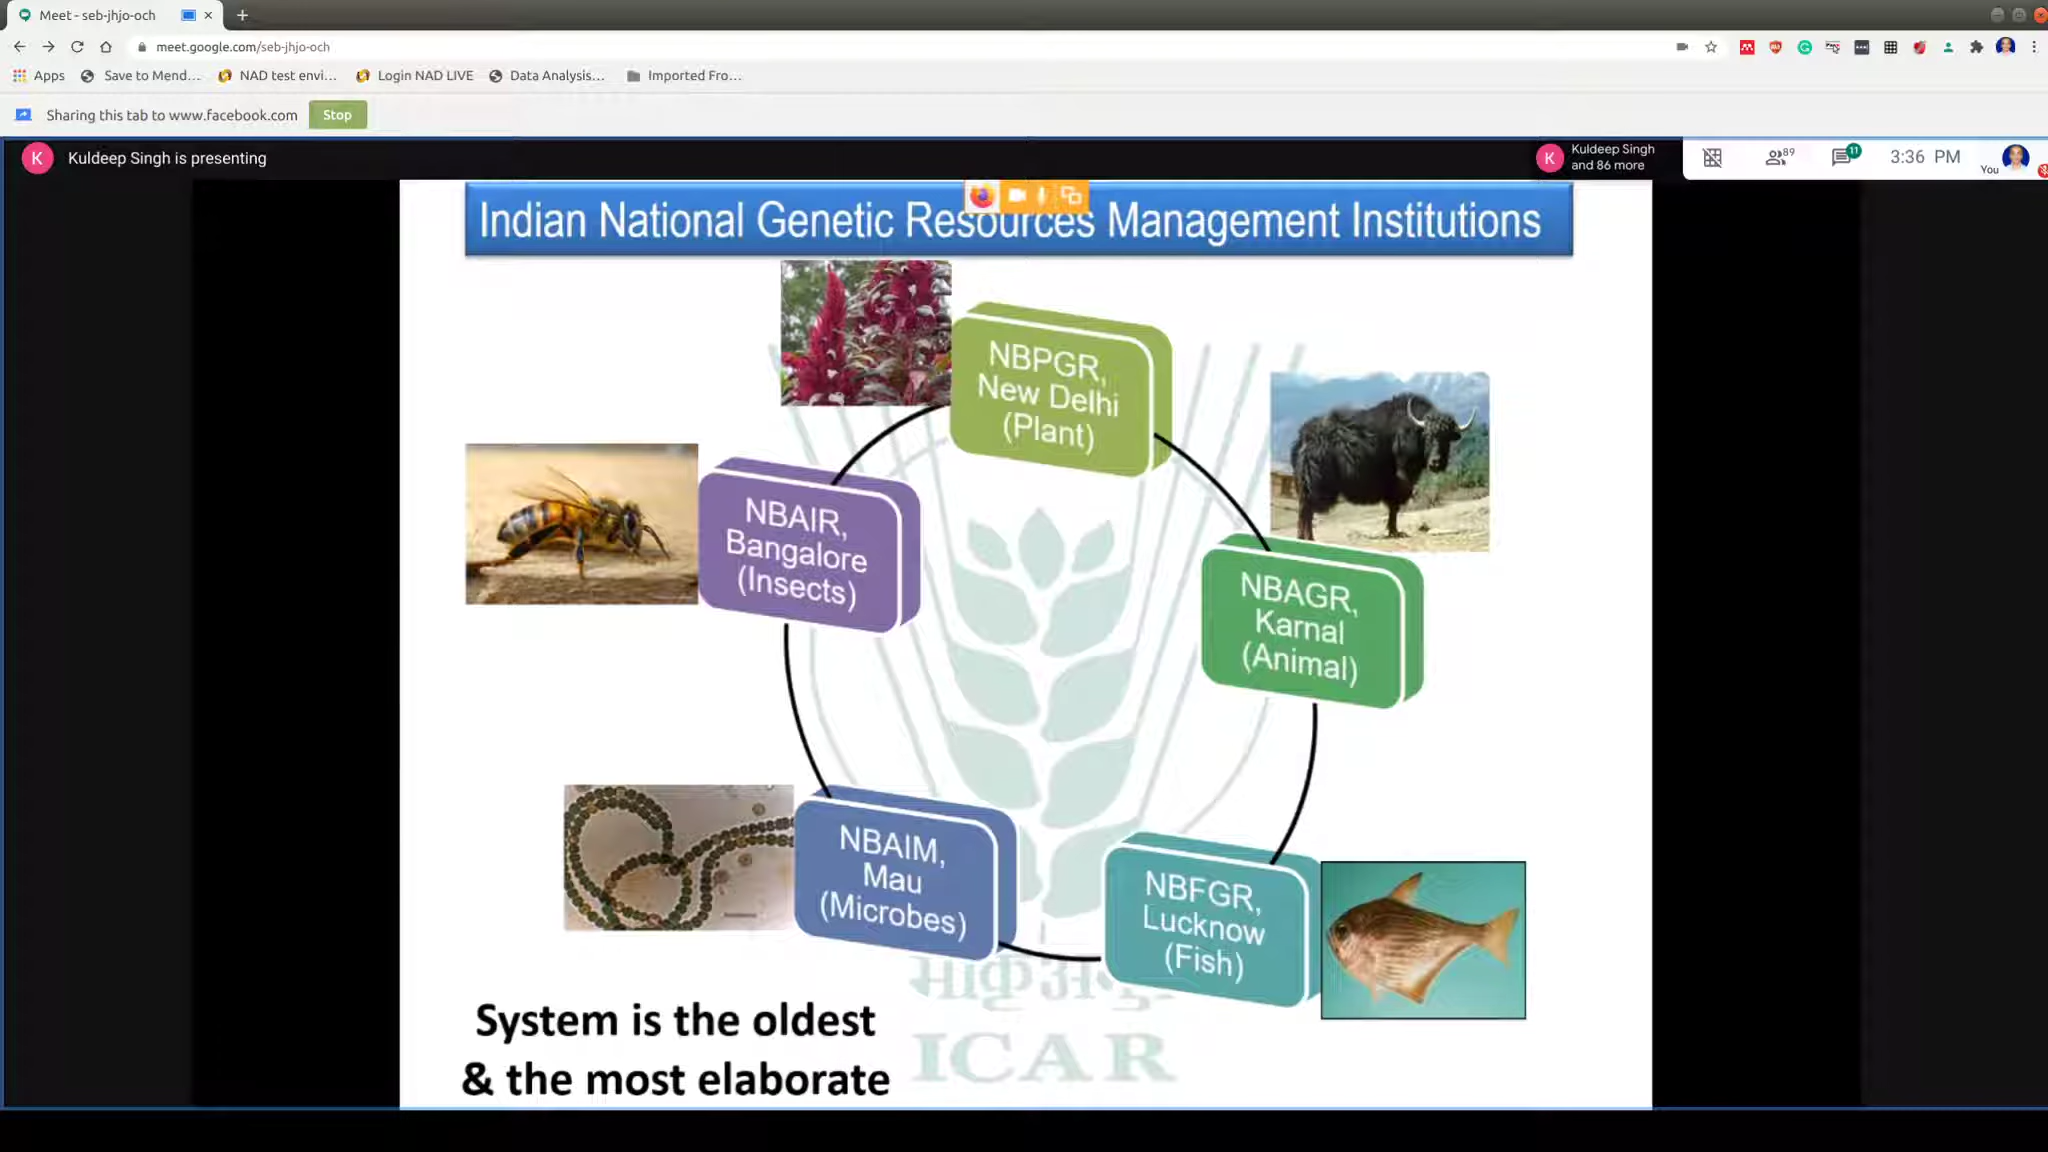 Meet - seb-jhjo-och
meet.google.com/seb-jhjo-och
Apps Save to Mend... NAD test envi... Login NAD LIVE Data Analysis... Imported Fro...
Sharing this tab to www.facebook.com Stop
K Kuldeep Singh is presenting
K Kuldeep Singh
and 86 more
89
11
3:36 PM
You
Indian National Genetic Resources Management Institutions
NBPGR,
New Delhi
(Plant)
NBAIR,
Bangalore
(Insects)
NBAGR,
Karnal
(Animal)
NBAIM,
Mau
(Microbes)
NBFGR,
Lucknow
(Fish)
System is the oldest
& the most elaborate
ICAR